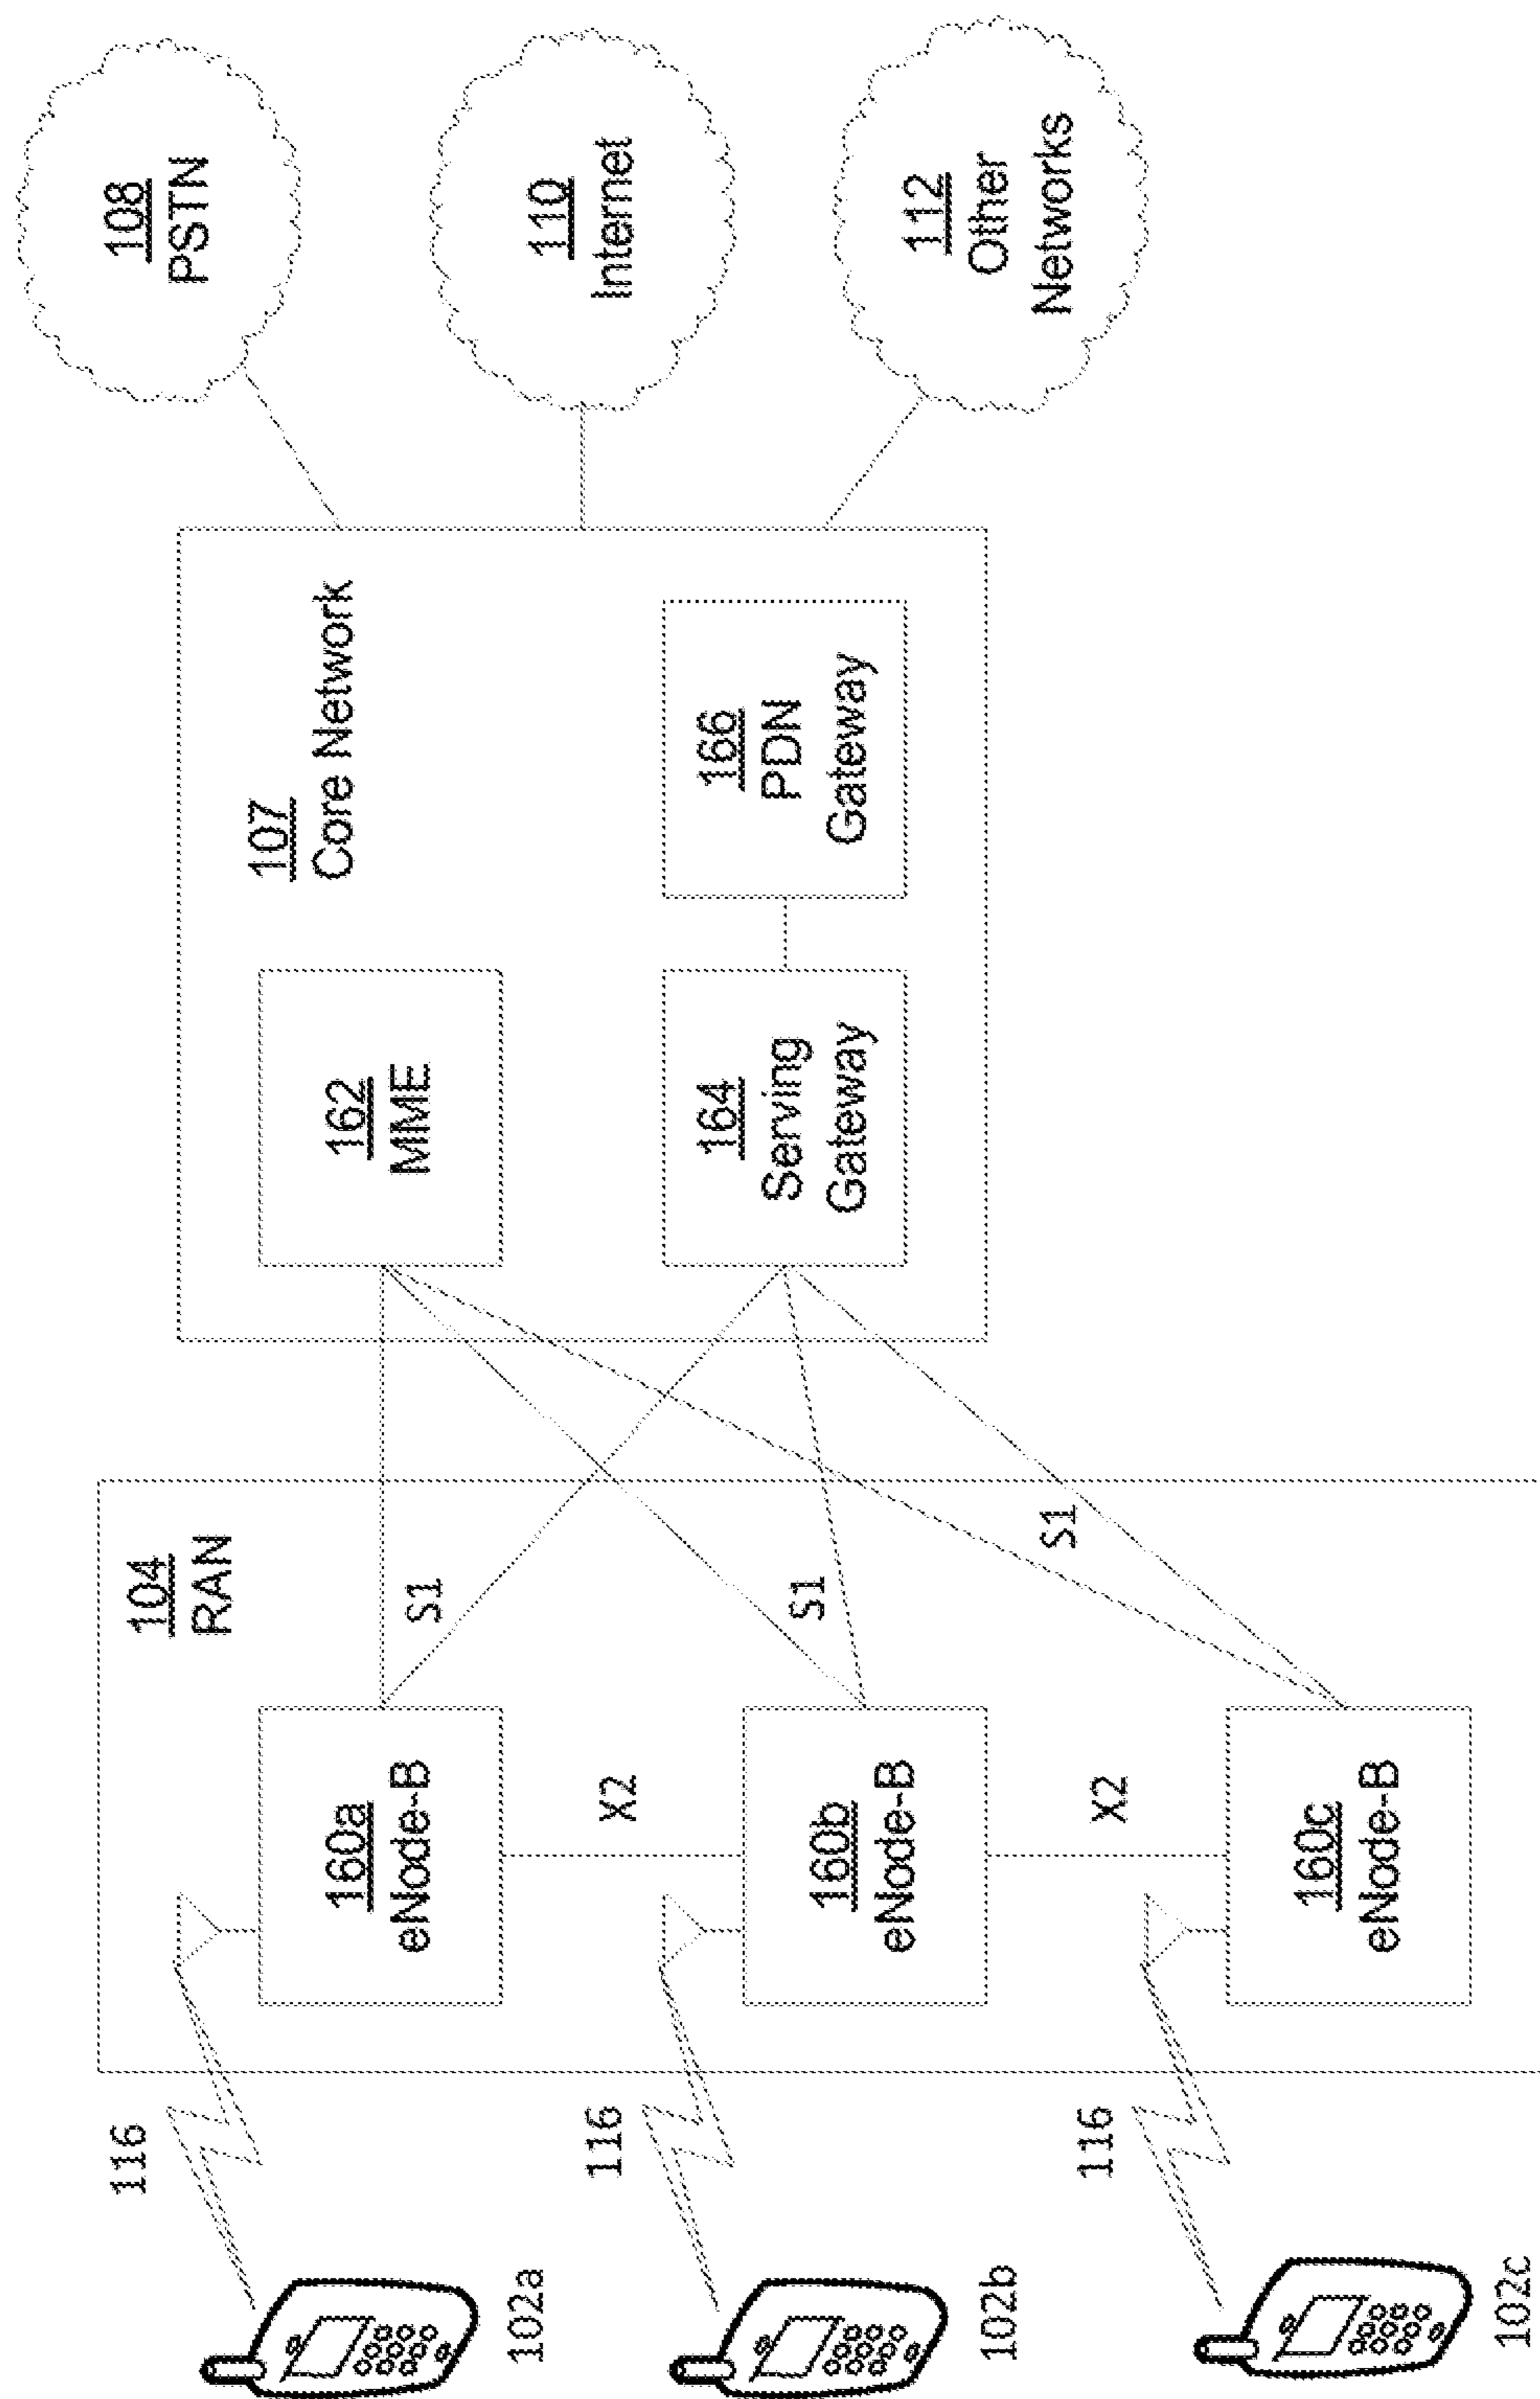 116
102a
116
102b
116
102c
104
RAN
160a
eNode-B
S1
X2
160b
eNode-B
S1
X2
160c
eNode-B
S1
107
Core Network
162
MME
164
Serving
Gateway
166
PDN
Gateway
108
PSTN
110
Internet
112
Other
Networks